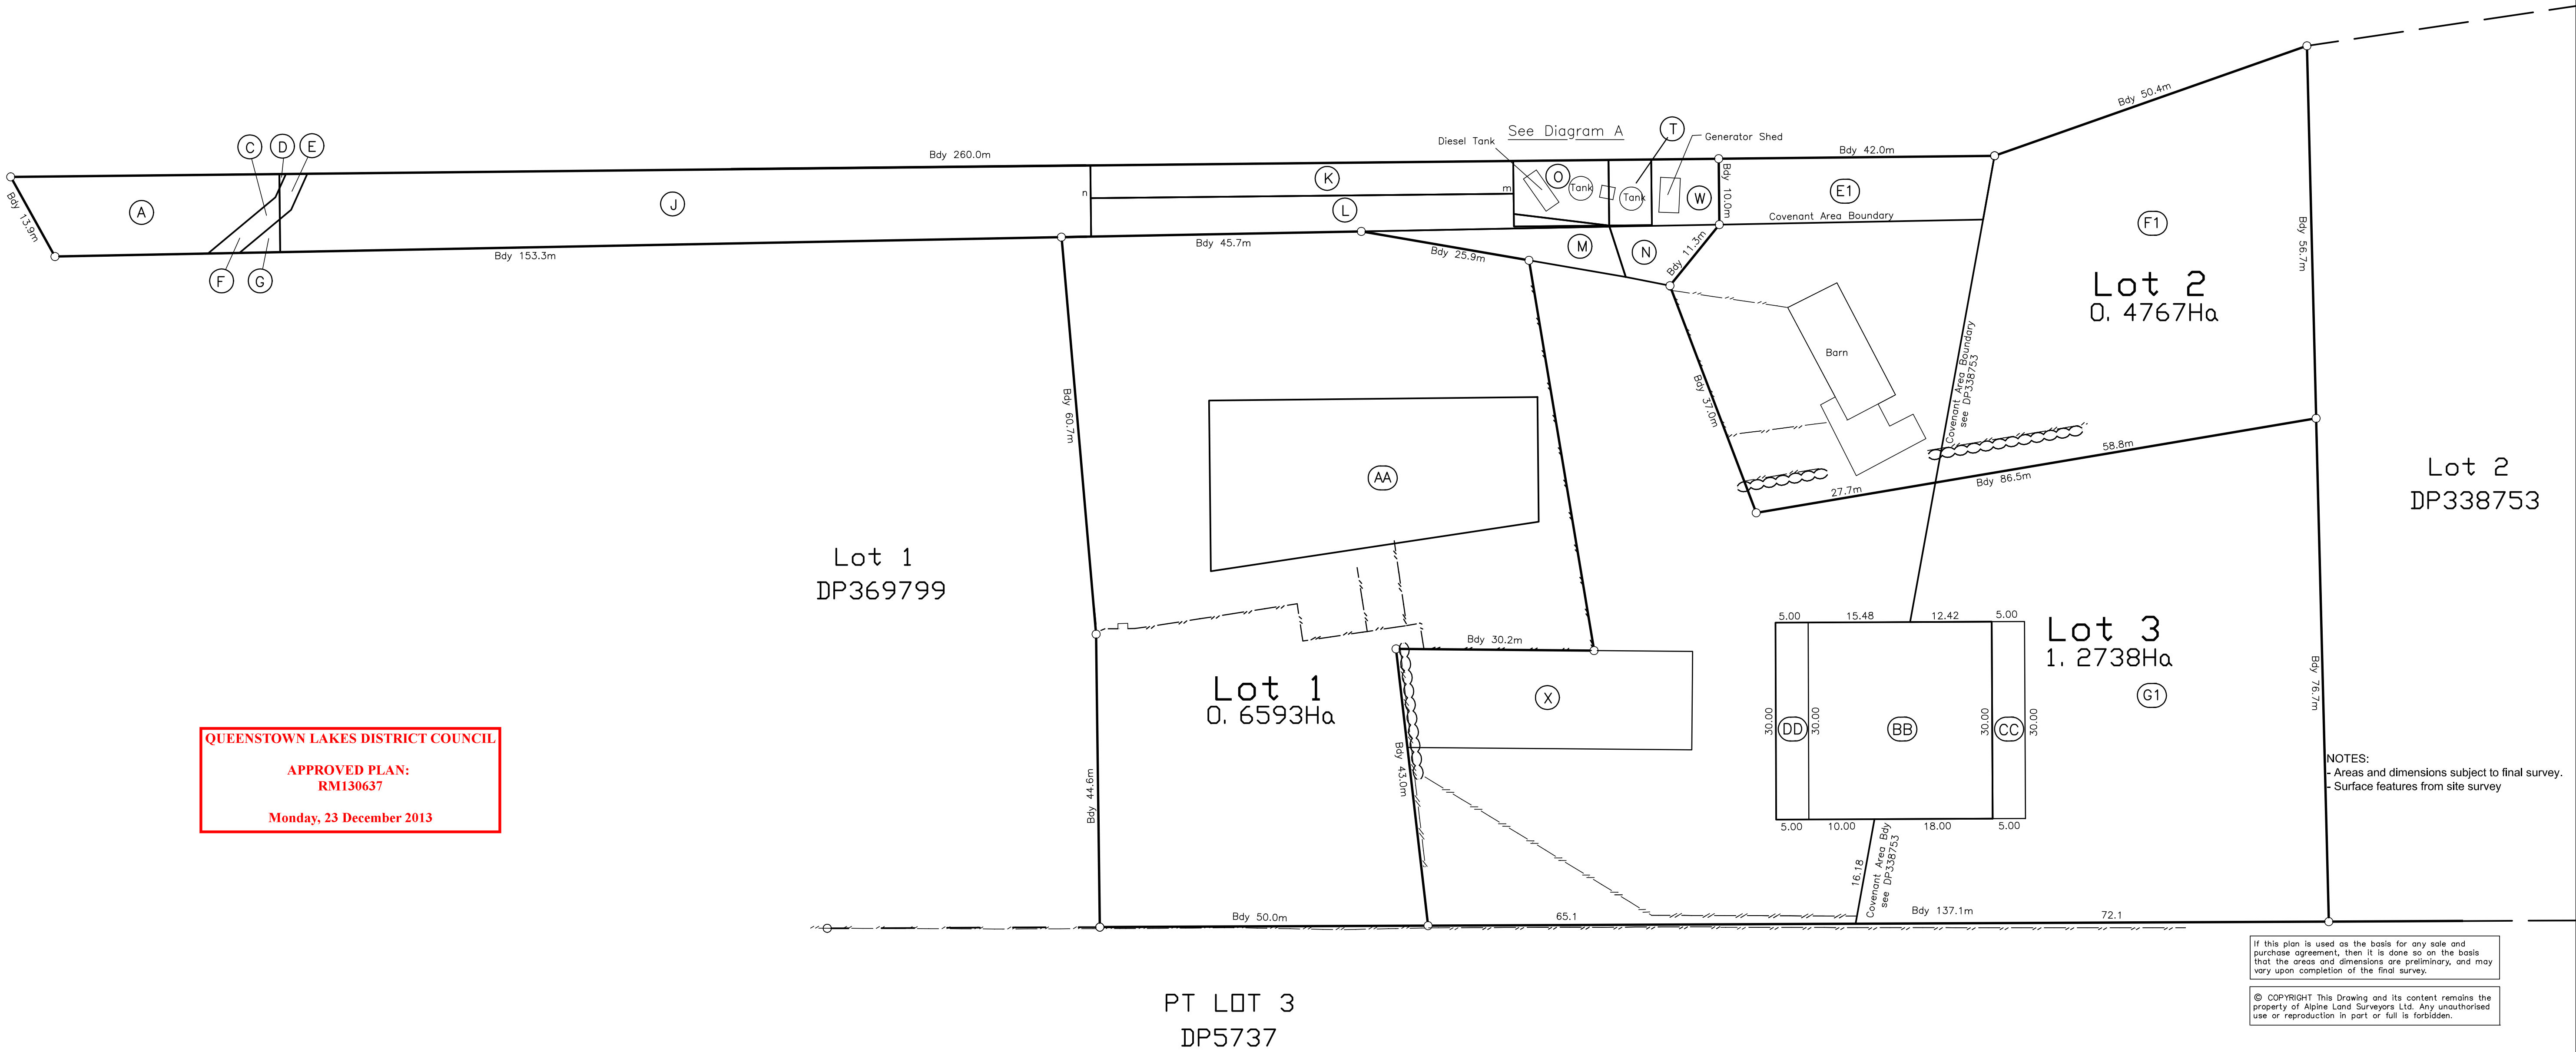 Bdy 50.4m
See Diagram A
T
Diesel Tank
Generator Shed
C
D
E
Bdy 260.0m
Bdy 42.0m
K
O
Tank
Tank
W
Bdy 10.0m
E1
n
m
A
J
L
Covenant Area Boundary
F1
Bdy 13.9m
Bdy 153.3m
Bdy 45.7m
Bdy 25.9m
M
N
Bdy 11.3m
Bdy 56.7m
F
G
Lot 2
0. 4767Ha
Barn
Covenant Area Boundary
see DP338753
Bdy 60.7m
Bdy 37.0m
58.8m
27.7m
Bdy 86.5m
AA
Lot 2
DP338753
Lot 1
DP369799
5.00
15.48
12.42
5.00
Lot 3
1. 2738Ha
Bdy 30.2m
Lot 1
0. 6593Ha
X
G1
Bdy 76.7m
30.00
DD
30.00
BB
30.00
CC
30.00
QUEENSTOWN LAKES DISTRICT COUNCIL
APPROVED PLAN:
RM130637
Monday, 23 December 2013
Bdy 44.6m
Bdy 43.0m
NOTES:
- Areas and dimensions subject to final survey.
- Surface features from site survey
5.00
10.00
18.00
5.00
16.18
Covenant Area Bdy
see DP338753
Bdy 50.0m
65.1
Bdy 137.1m
72.1
If this plan is used as the basis for any sale and
purchase agreement, then it is done so on the basis
that the areas and dimensions are preliminary, and may
vary upon completion of the final survey.
© COPYRIGHT This Drawing and its content remains the
property of Alpine Land Surveyors Ltd. Any unauthorised
use or reproduction in part or full is forbidden.
PT LOT 3
DP5737